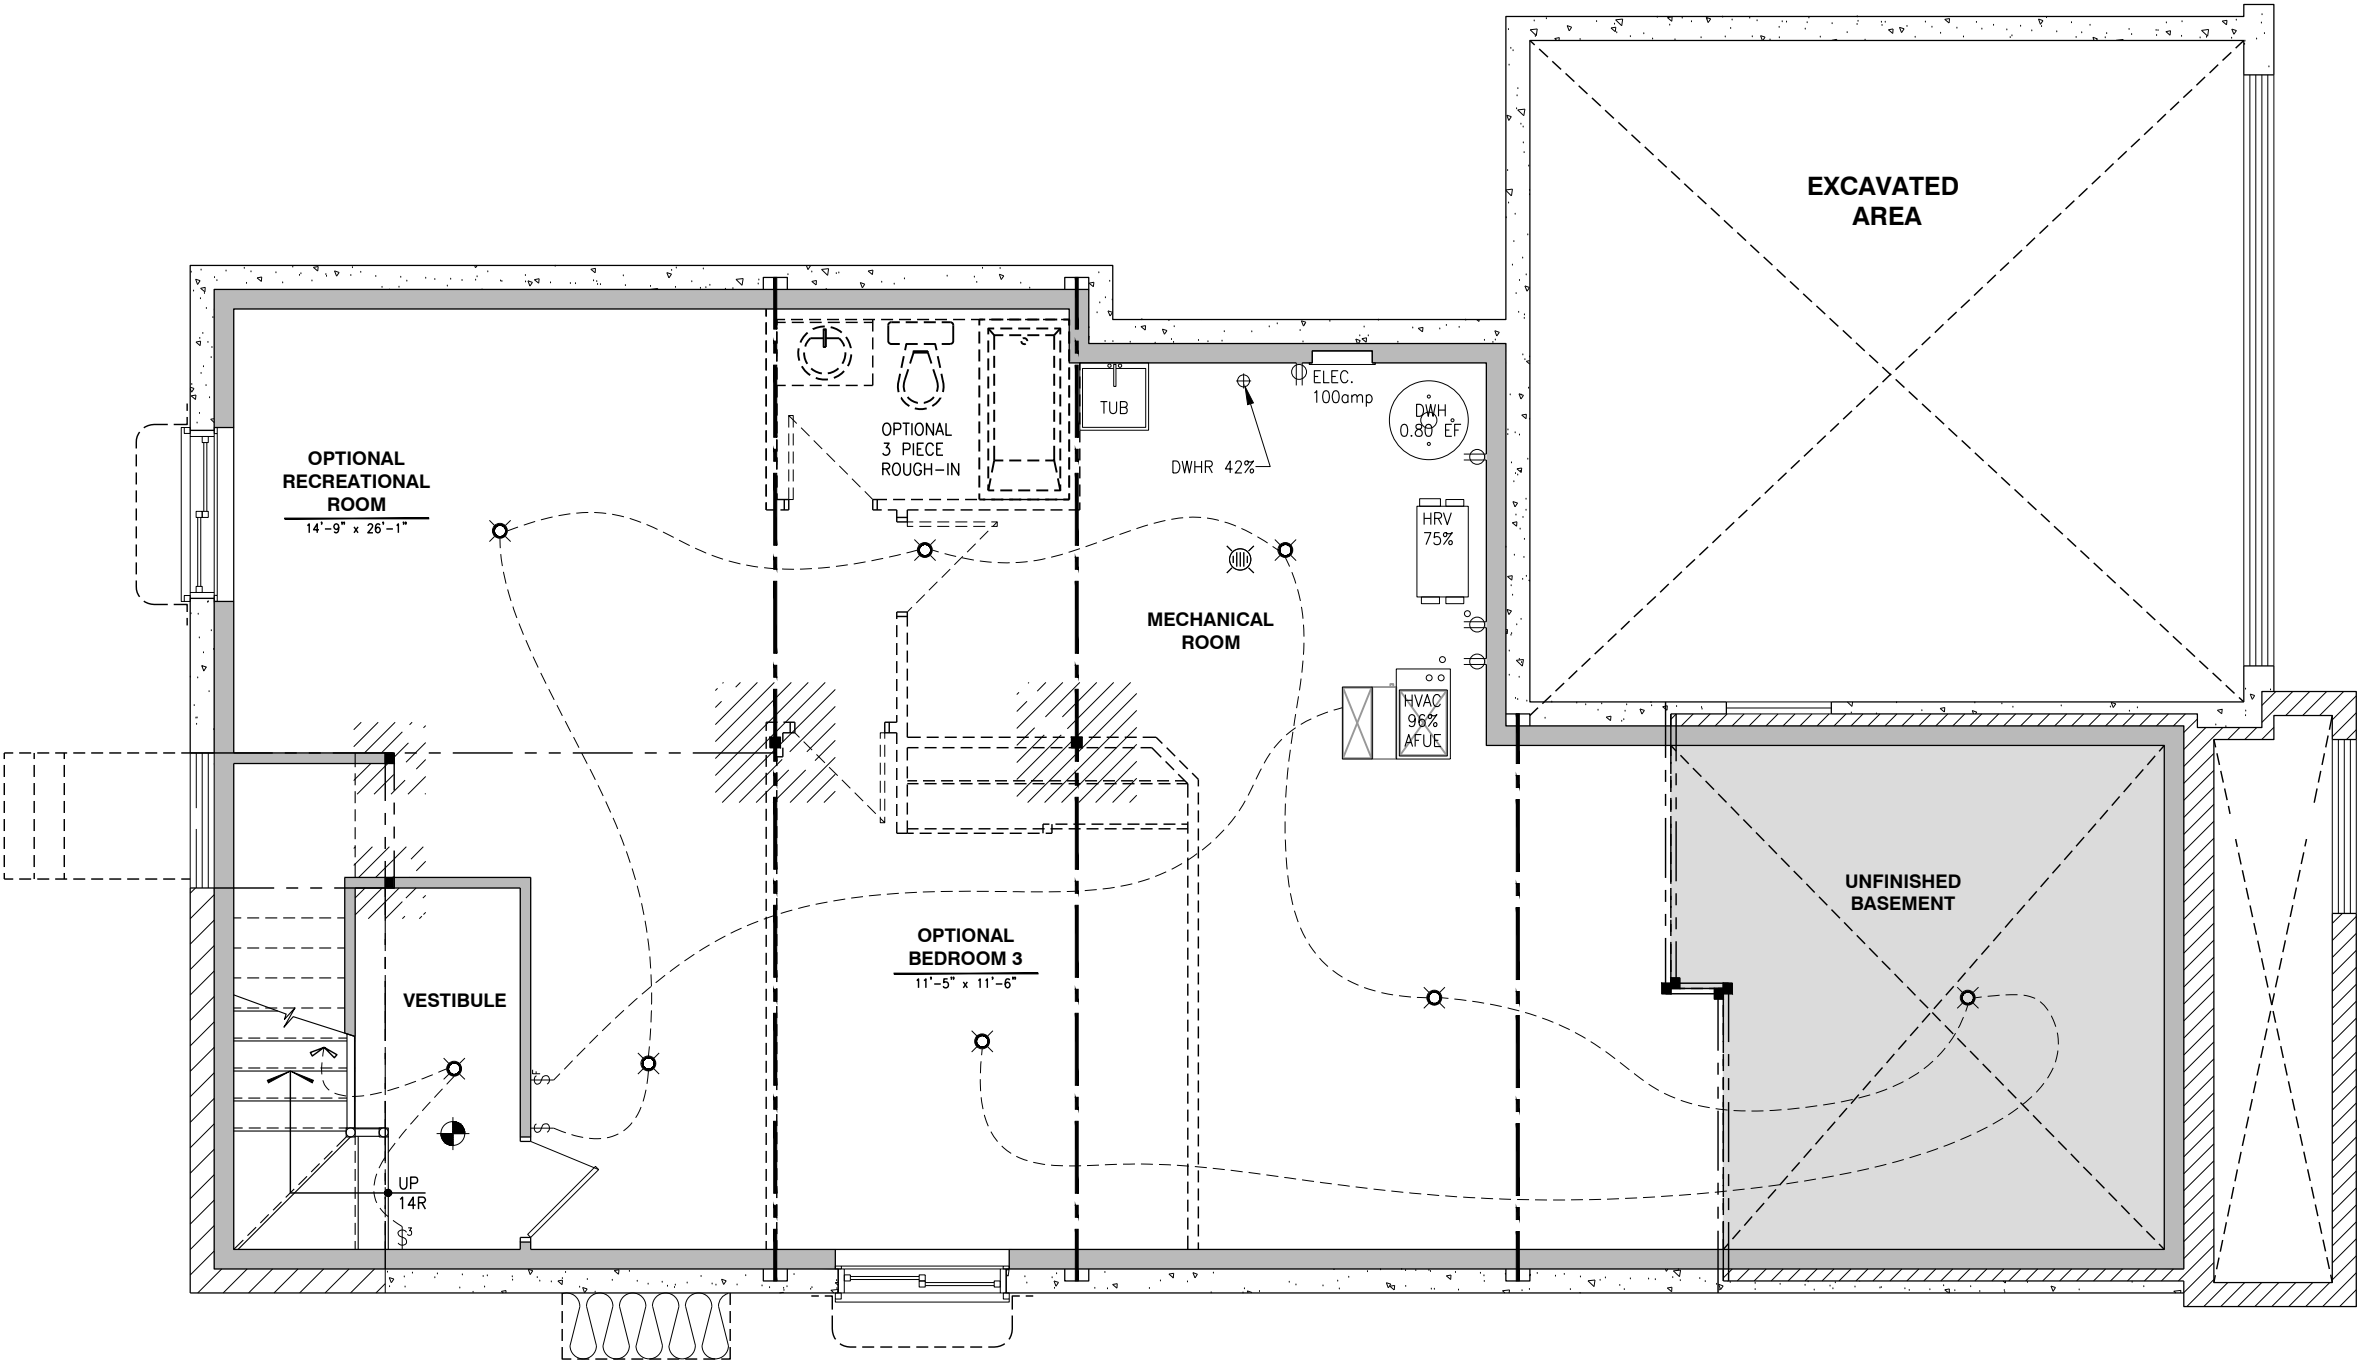 EXCAVATED
AREA
OPTIONAL
RECREATIONAL
ROOM
14'-9" x 26'-1"
OPTIONAL
3 PIECE
ROUGH-IN
TUB
DWHR 42%
ELEC.
100amp
DWH
0.80 EF
HRV
75%
MECHANICAL
ROOM
HVAC
96%
AFUE
UNFINISHED
BASEMENT
OPTIONAL
BEDROOM 3
11'-5" x 11'-6"
VESTIBULE
$F
$
UP
14R
$3